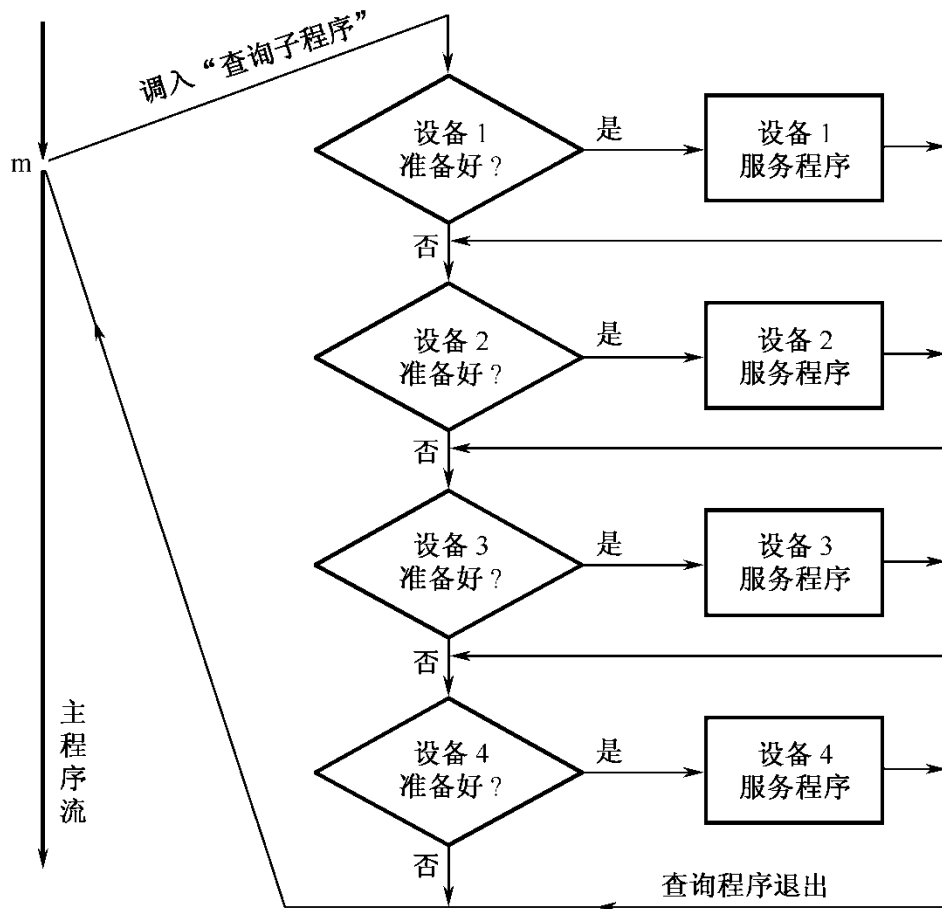 调入“查询子程序”
m
设备 1
准备好？
是
设备 1
服务程序
否
设备 2
准备好？
是
设备 2
服务程序
否
设备 3
准备好？
是
设备 3
服务程序
否
设备 4
准备好？
是
设备 4
服务程序
否
主程序流
查询程序退出